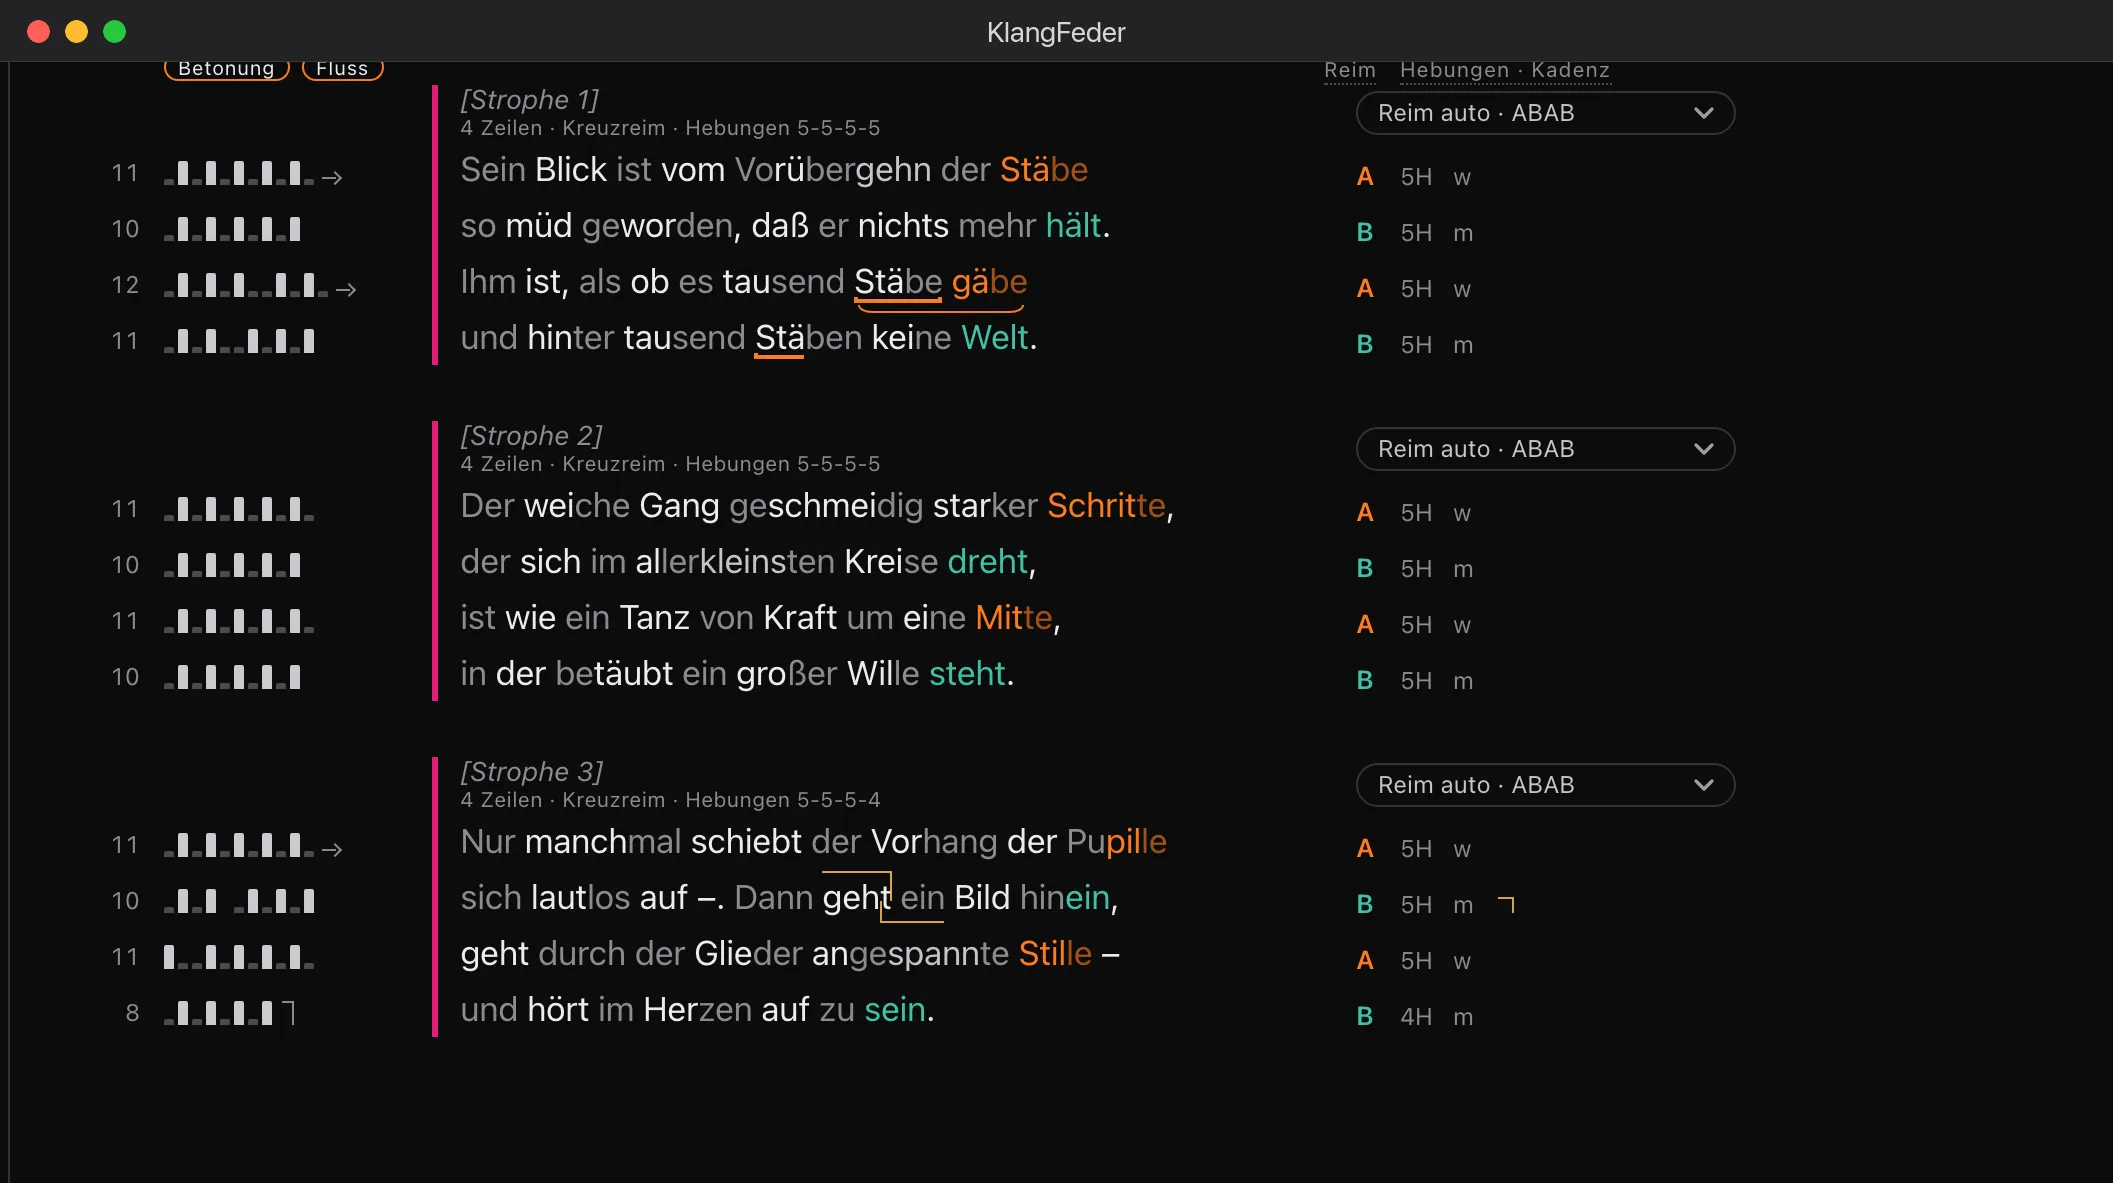 KlangFeder
Betonung Fluss Reim Hebungen · Kadenz
[Strophe 1]
4 Zeilen · Kreuzreim · Hebungen 5-5-5-5
Reim auto · ABAB
11 → Sein Blick ist vom Vorübergehn der Stäbe A 5H w
10 so müd geworden, daß er nichts mehr hält. B 5H m
12 → Ihm ist, als ob es tausend Stäbe gäbe A 5H w
11 und hinter tausend Stäben keine Welt. B 5H m
[Strophe 2]
4 Zeilen · Kreuzreim · Hebungen 5-5-5-5
Reim auto · ABAB
11 Der weiche Gang geschmeidig starker Schritte, A 5H w
10 der sich im allerkleinsten Kreise dreht, B 5H m
11 ist wie ein Tanz von Kraft um eine Mitte, A 5H w
10 in der betäubt ein großer Wille steht. B 5H m
[Strophe 3]
4 Zeilen · Kreuzreim · Hebungen 5-5-5-4
Reim auto · ABAB
11 → Nur manchmal schiebt der Vorhang der Pupille A 5H w
10 sich lautlos auf –. Dann geht ein Bild hinein, B 5H m
11 geht durch der Glieder angespannte Stille – A 5H w
8 und hört im Herzen auf zu sein. B 4H m